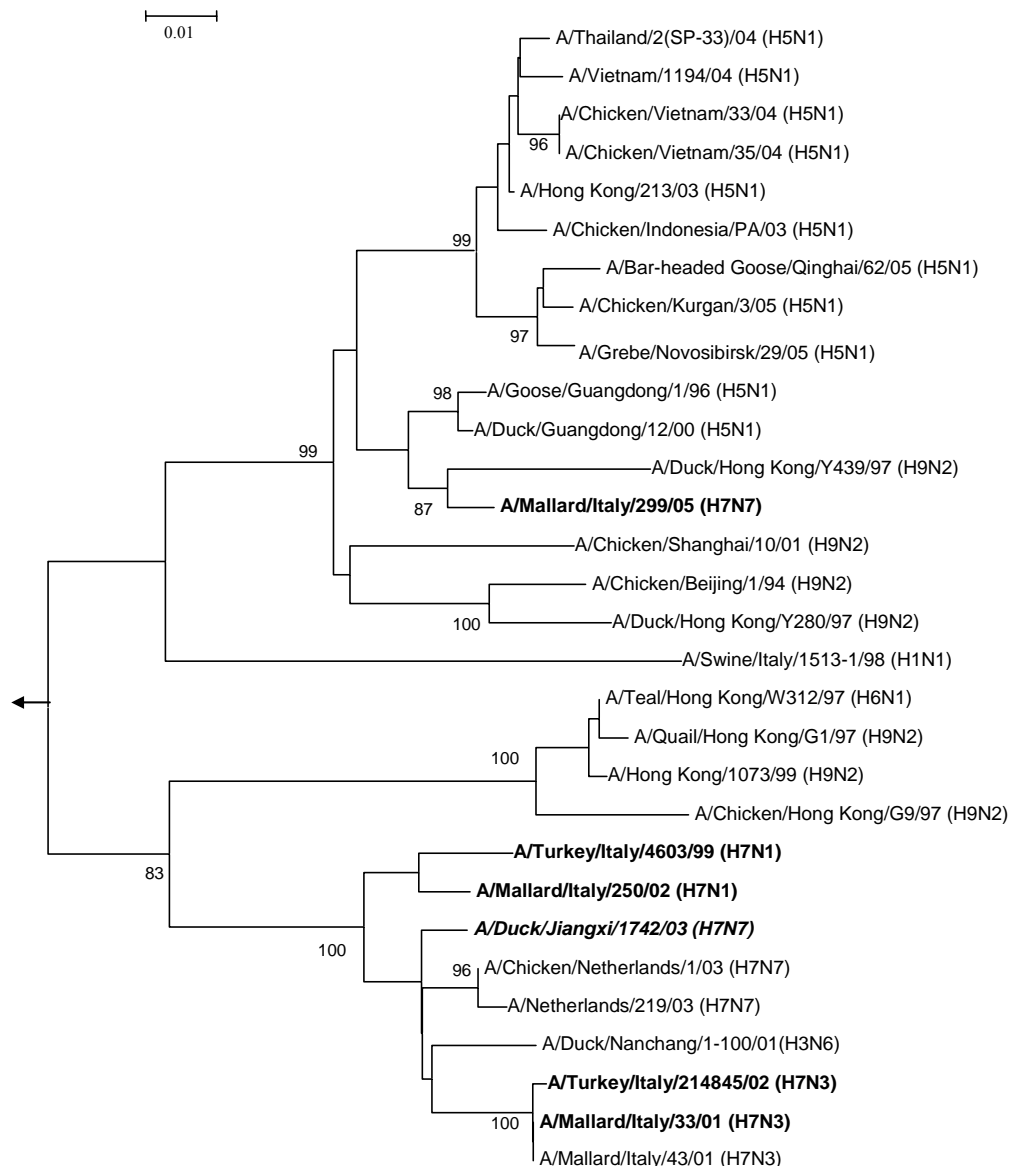 0.01
A/Thailand/2(SP-33)/04 (H5N1)
A/Vietnam/1194/04 (H5N1)
A/Chicken/Vietnam/33/04 (H5N1)
96
A/Chicken/Vietnam/35/04 (H5N1)
A/Hong Kong/213/03 (H5N1)
A/Chicken/Indonesia/PA/03 (H5N1)
99
A/Bar-headed Goose/Qinghai/62/05 (H5N1)
A/Chicken/Kurgan/3/05 (H5N1)
97
A/Grebe/Novosibirsk/29/05 (H5N1)
98
A/Goose/Guangdong/1/96 (H5N1)
A/Duck/Guangdong/12/00 (H5N1)
99
A/Duck/Hong Kong/Y439/97 (H9N2)
87
A/Mallard/Italy/299/05 (H7N7)
A/Chicken/Shanghai/10/01 (H9N2)
A/Chicken/Beijing/1/94 (H9N2)
100
A/Duck/Hong Kong/Y280/97 (H9N2)
A/Swine/Italy/1513-1/98 (H1N1)
A/Teal/Hong Kong/W312/97 (H6N1)
A/Quail/Hong Kong/G1/97 (H9N2)
100
A/Hong Kong/1073/99 (H9N2)
A/Chicken/Hong Kong/G9/97 (H9N2)
A/Turkey/Italy/4603/99 (H7N1)
83
A/Mallard/Italy/250/02 (H7N1)
A/Duck/Jiangxi/1742/03 (H7N7)
100
96
A/Chicken/Netherlands/1/03 (H7N7)
A/Netherlands/219/03 (H7N7)
A/Duck/Nanchang/1-100/01(H3N6)
A/Turkey/Italy/214845/02 (H7N3)
100
A/Mallard/Italy/33/01 (H7N3)
A/Mallard/Italy/43/01 (H7N3)